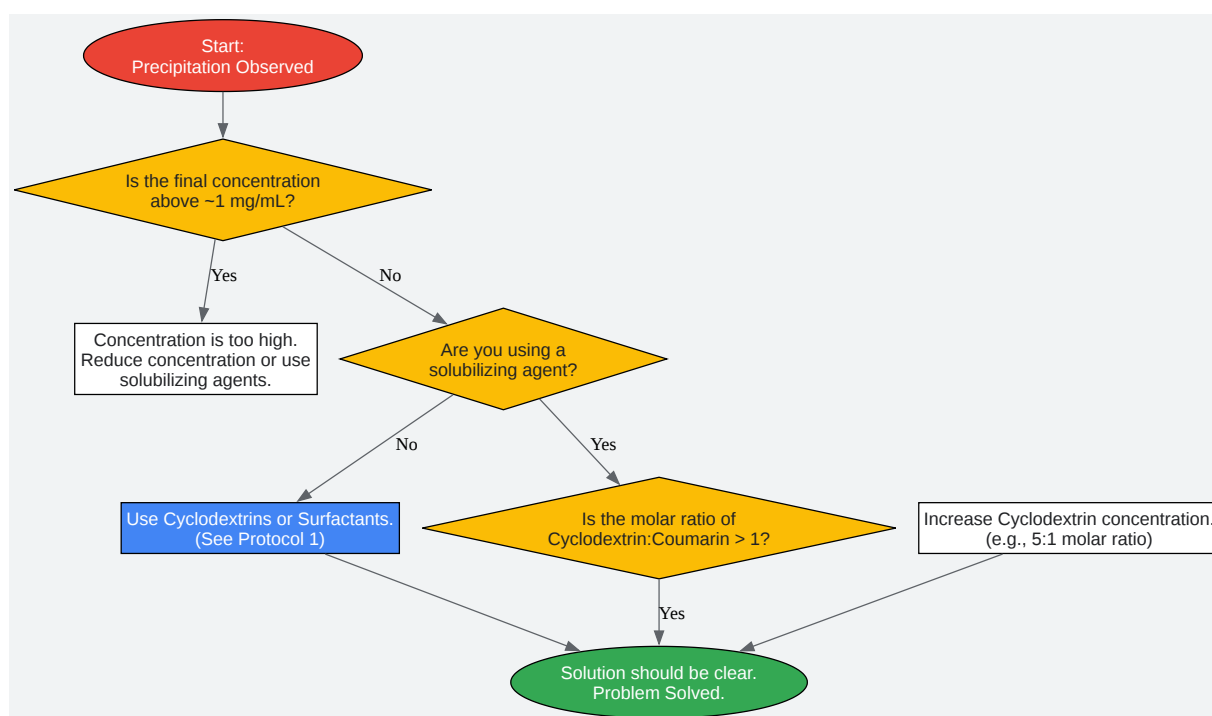 Start:
Precipitation Observed
Is the final concentration
above ~1 mg/mL?
Yes
No
Concentration is too high.
Reduce concentration or use
solubilizing agents.
Are you using a
solubilizing agent?
No
Yes
Use Cyclodextrins or Surfactants.
(See Protocol 1)
Is the molar ratio of
Cyclodextrin:Coumarin > 1?
Increase Cyclodextrin concentration.
(e.g., 5:1 molar ratio)
Yes
Solution should be clear.
Problem Solved.